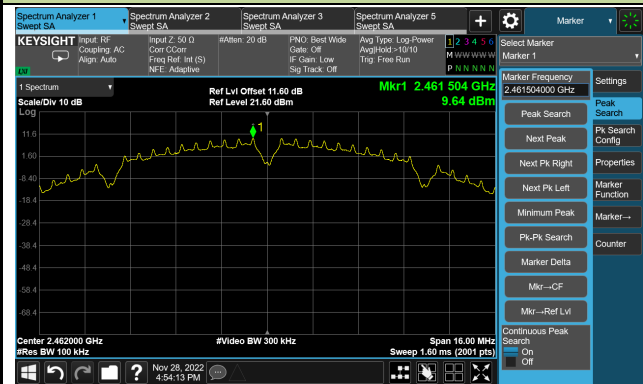 Spectrum Analyzer 1
Swept SA
Spectrum Analyzer 2
Swept SA
Spectrum Analyzer 3
Swept SA
Spectrum Analyzer 5
Swept SA
+
Marker
KEYSIGHT
Input: RF
Coupling: AC
Align: Auto
Input Z: 50 Ω
Corr CCorr
Freq Ref: Int (S)
NFE: Adaptive
#Atten: 20 dB
PNO: Best Wide
Gate: Off
IF Gain: Low
Sig Track: Off
Avg Type: Log-Power
Avg|Hold:>10/10
Trig: Free Run
1 2 3 4 5 6
M W W W W W
P N N N N N
Select Marker
Marker 1
1 Spectrum
Scale/Div 10 dB
Log
Ref Lvl Offset 11.60 dB
Ref Level 21.60 dBm
Mkr1 2.461 504 GHz
9.64 dBm
1
11.6
1.60
-8.40
-18.4
-28.4
-38.4
-48.4
-58.4
-68.4
Center 2.462000 GHz
#Res BW 100 kHz
#Video BW 300 kHz
Span 16.00 MHz
Sweep 1.60 ms (2001 pts)
Marker Frequency
2.461504000 GHz
Peak Search
Next Peak
Next Pk Right
Next Pk Left
Minimum Peak
Pk-Pk Search
Marker Delta
Mkr→CF
Mkr→Ref Lvl
Continuous Peak
Search
On
Off
Settings
Peak
Search
Pk Search
Config
Properties
Marker
Function
Marker→
Counter
?
Nov 28, 2022
4:54:13 PM